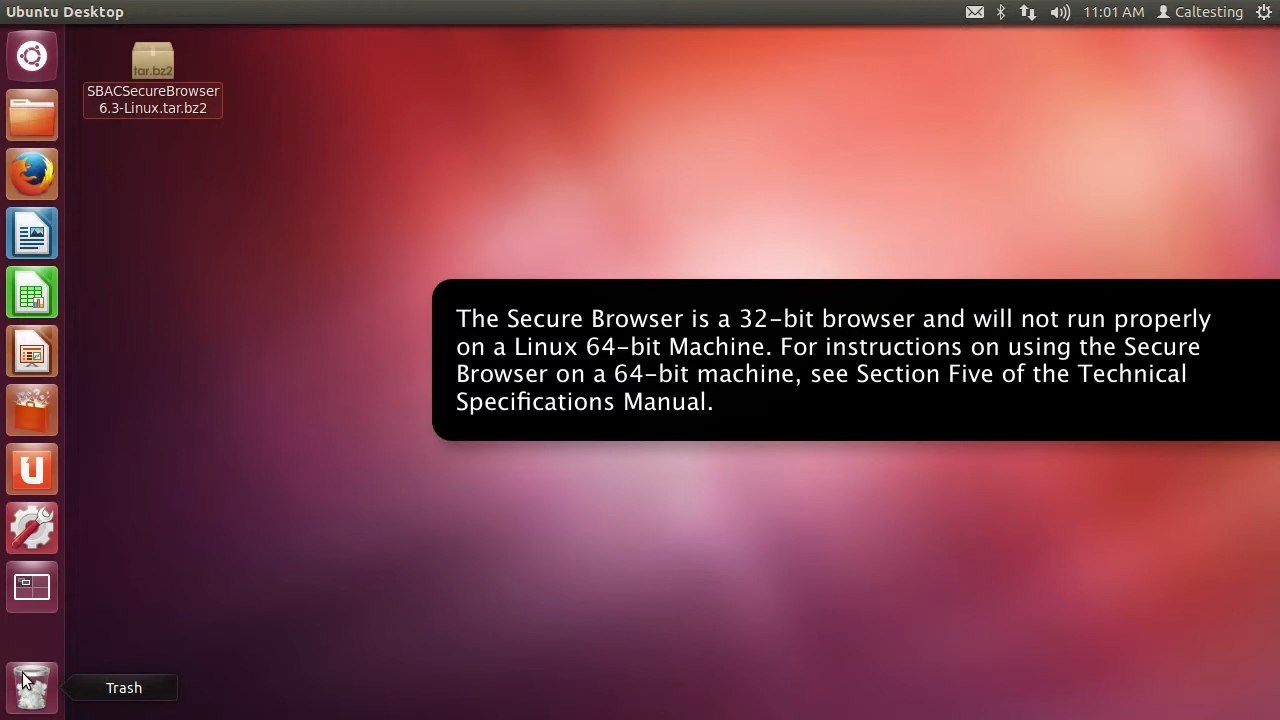 Ubuntu Desktop
11:01 AM
Caltesting
tar.bz2
SBACSecureBrowser
6.3-Linux.tar.bz2
The Secure Browser is a 32-bit browser and will not run properly
on a Linux 64-bit Machine. For instructions on using the Secure
Browser on a 64-bit machine, see Section Five of the Technical
Specifications Manual.
Trash